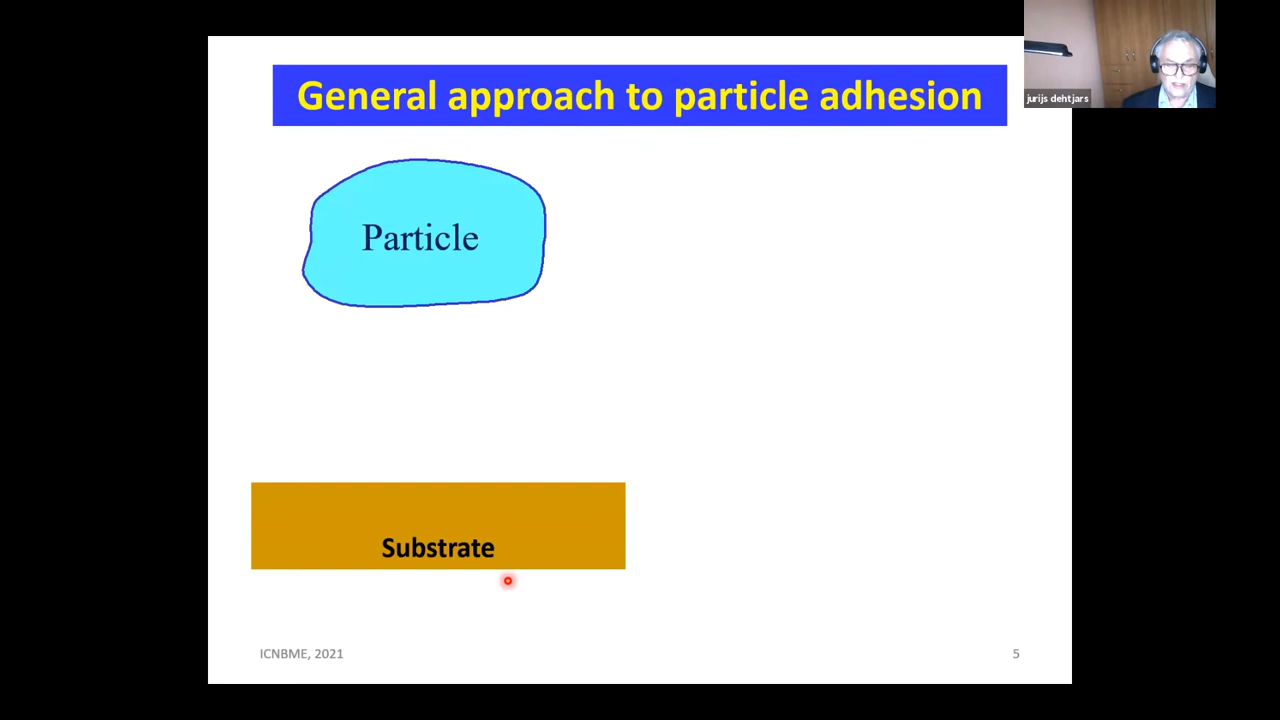 General approach to particle adhesion
jurijs dehtjars
Particle
Substrate
ICNBME, 2021
5